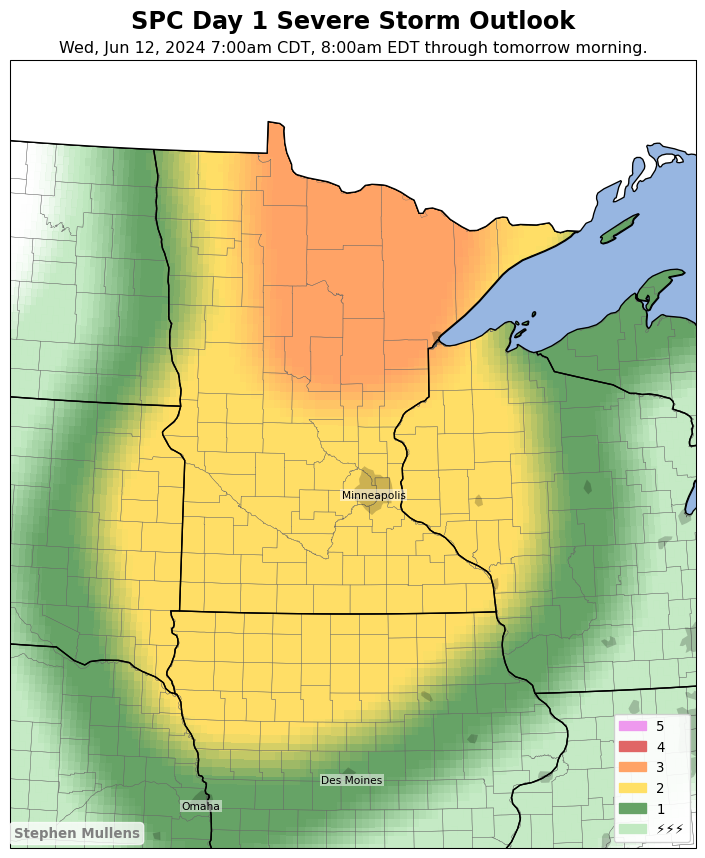 SPC Day 1 Severe Storm Outlook
Wed, Jun 12, 2024 7:00am CDT, 8:00am EDT through tomorrow morning.
Minneapolis
Des Moines
Omaha
5
4
3
2
1
⚡⚡⚡
Stephen Mullens